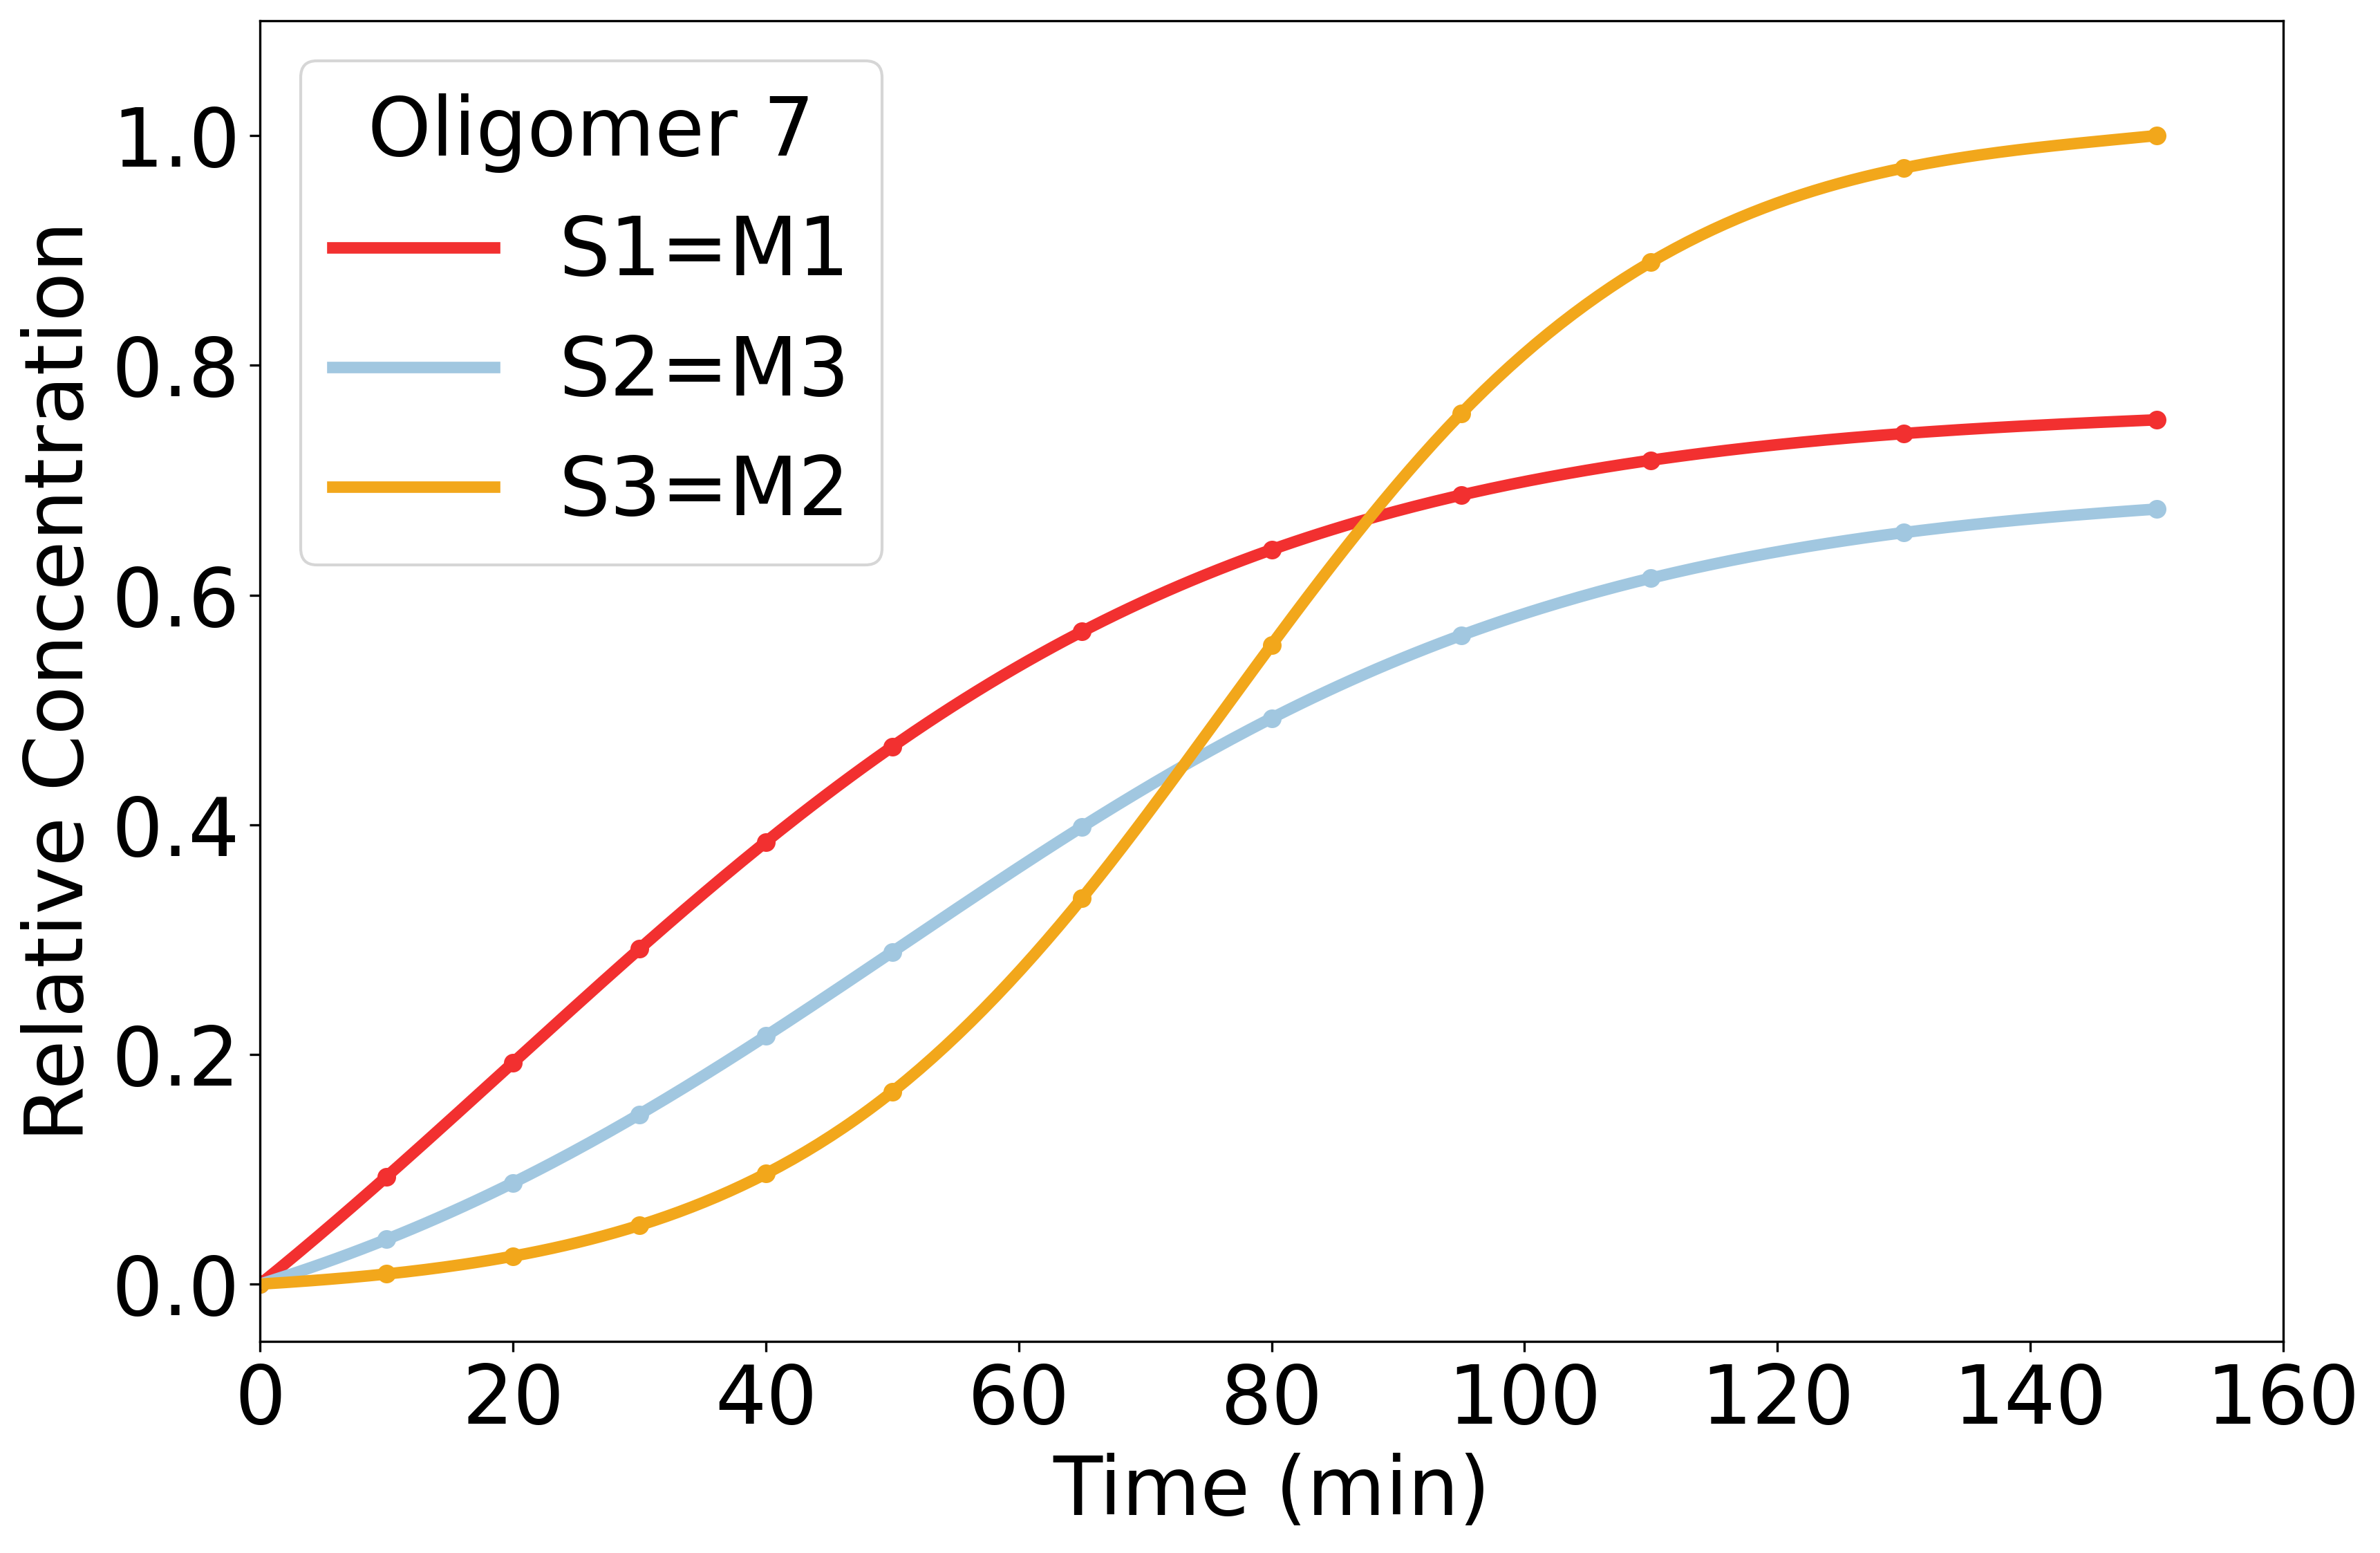 Oligomer 7
S1=M1
S2=M3
S3=M2
Relative Concentration
1.0
0.8
0.6
0.4
0.2
0.0
0 20 40 60 80 100 120 140 160
Time (min)